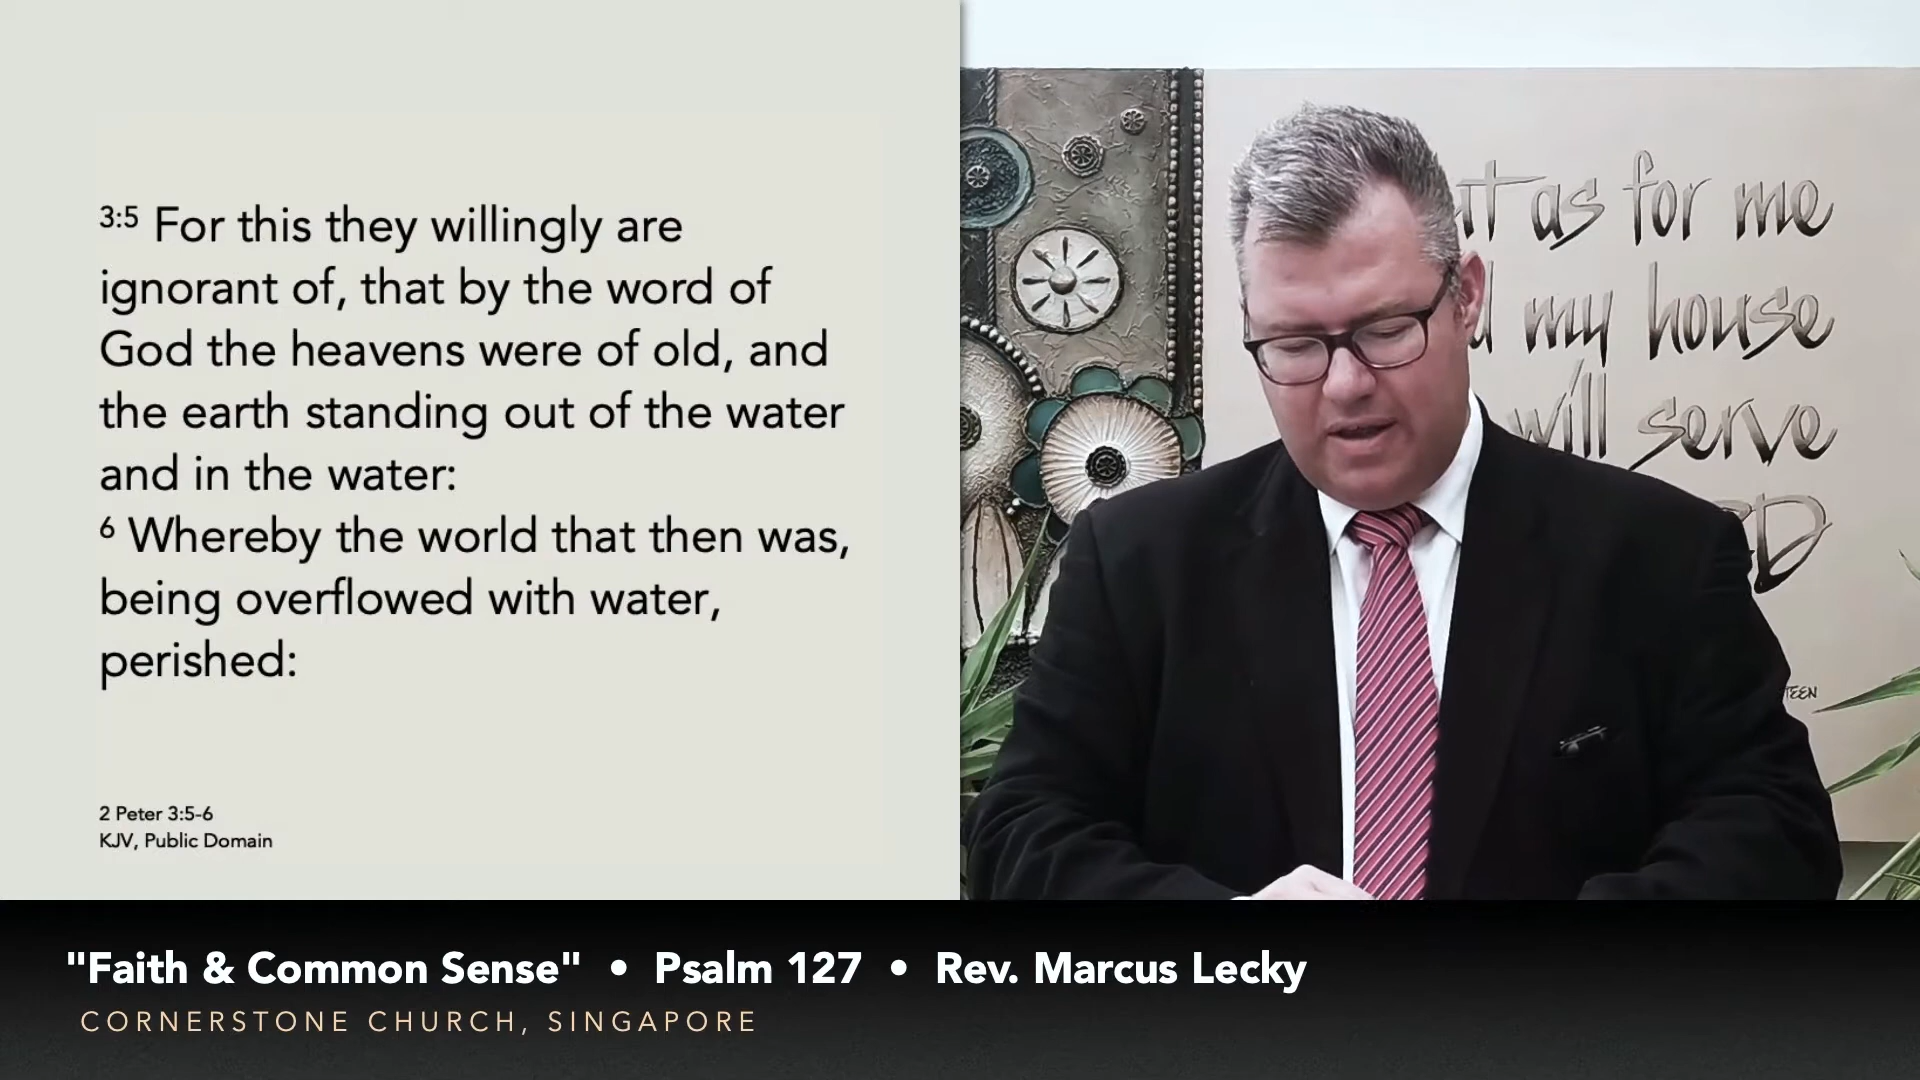 3:5 For this they willingly are
ignorant of, that by the word of
God the heavens were of old, and
the earth standing out of the water
and in the water:
6 Whereby the world that then was,
being overflowed with water,
perished:
2 Peter 3:5-6
KJV, Public Domain
as for me
my house
will serve
"Faith & Common Sense" • Psalm 127 • Rev. Marcus Lecky
CORNERSTONE CHURCH, SINGAPORE